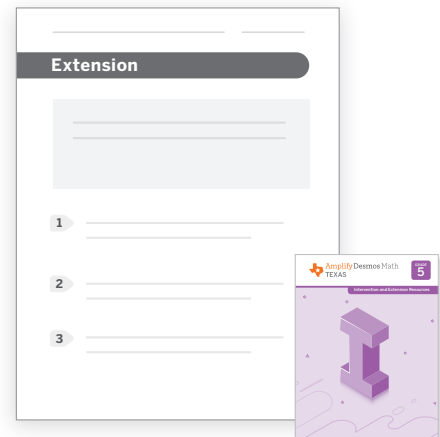 Extension
1
2
3
Amplify Desmos Math
TEXAS
GRADE
5
Intervention and Extension Resources